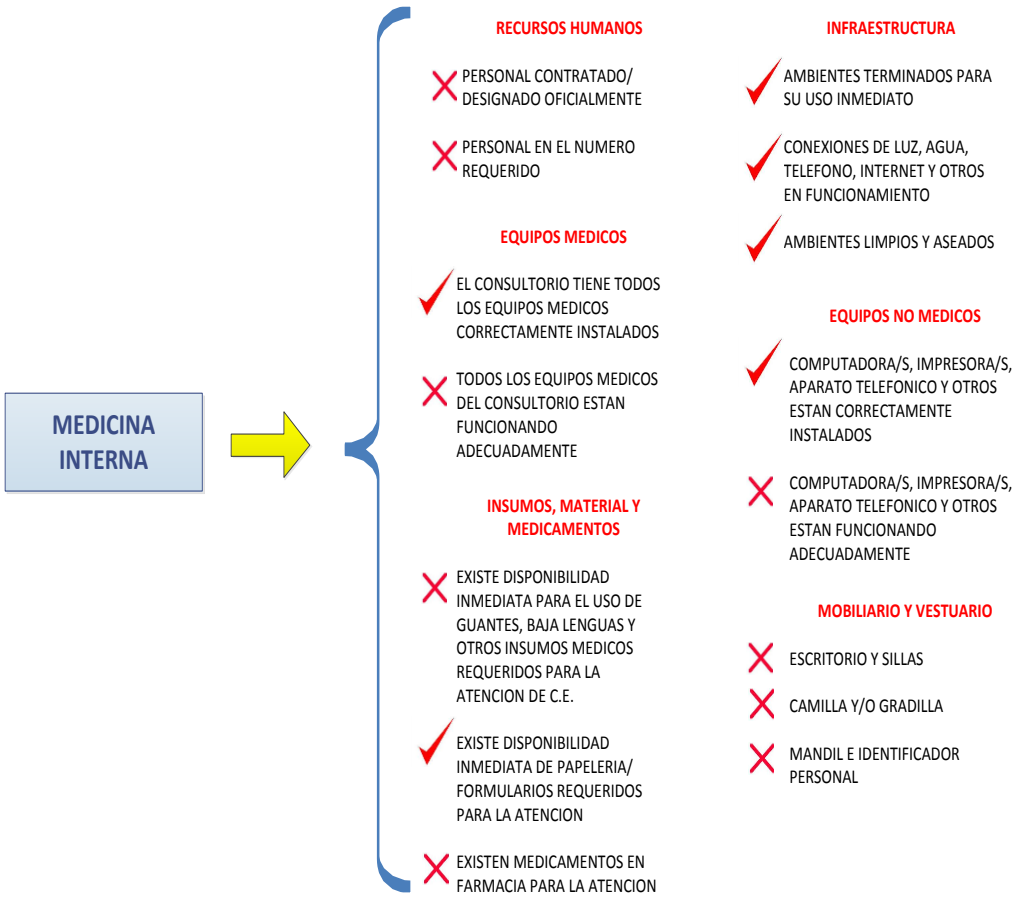 MEDICINA
INTERNA
RECURSOS HUMANOS
PERSONAL CONTRATADO/
DESIGNADO OFICIALMENTE
PERSONAL EN EL NUMERO
REQUERIDO
EQUIPOS MEDICOS
EL CONSULTORIO TIENE TODOS
LOS EQUIPOS MEDICOS
CORRECTAMENTE INSTALADOS
TODOS LOS EQUIPOS MEDICOS
DEL CONSULTORIO ESTAN
FUNCIONANDO
ADECUADAMENTE
INSUMOS, MATERIAL Y
MEDICAMENTOS
EXISTE DISPONIBILIDAD
INMEDIATA PARA EL USO DE
GUANTES, BAJA LENGUAS Y
OTROS INSUMOS MEDICOS
REQUERIDOS PARA LA
ATENCION DE C.E.
EXISTE DISPONIBILIDAD
INMEDIATA DE PAPELERIA/
FORMULARIOS REQUERIDOS
PARA LA ATENCION
EXISTEN MEDICAMENTOS EN
FARMACIA PARA LA ATENCION
INFRAESTRUCTURA
AMBIENTES TERMINADOS PARA
SU USO INMEDIATO
CONEXIONES DE LUZ, AGUA,
TELEFONO, INTERNET Y OTROS
EN FUNCIONAMIENTO
AMBIENTES LIMPIOS Y ASEADOS
EQUIPOS NO MEDICOS
COMPUTADORA/S, IMPRESORA/S,
APARATO TELEFONICO Y OTROS
ESTAN CORRECTAMENTE
INSTALADOS
COMPUTADORA/S, IMPRESORA/S,
APARATO TELEFONICO Y OTROS
ESTAN FUNCIONANDO
ADECUADAMENTE
MOBILIARIO Y VESTUARIO
ESCRITORIO Y SILLAS
CAMILLA Y/O GRADILLA
MANDIL E IDENTIFICADOR
PERSONAL